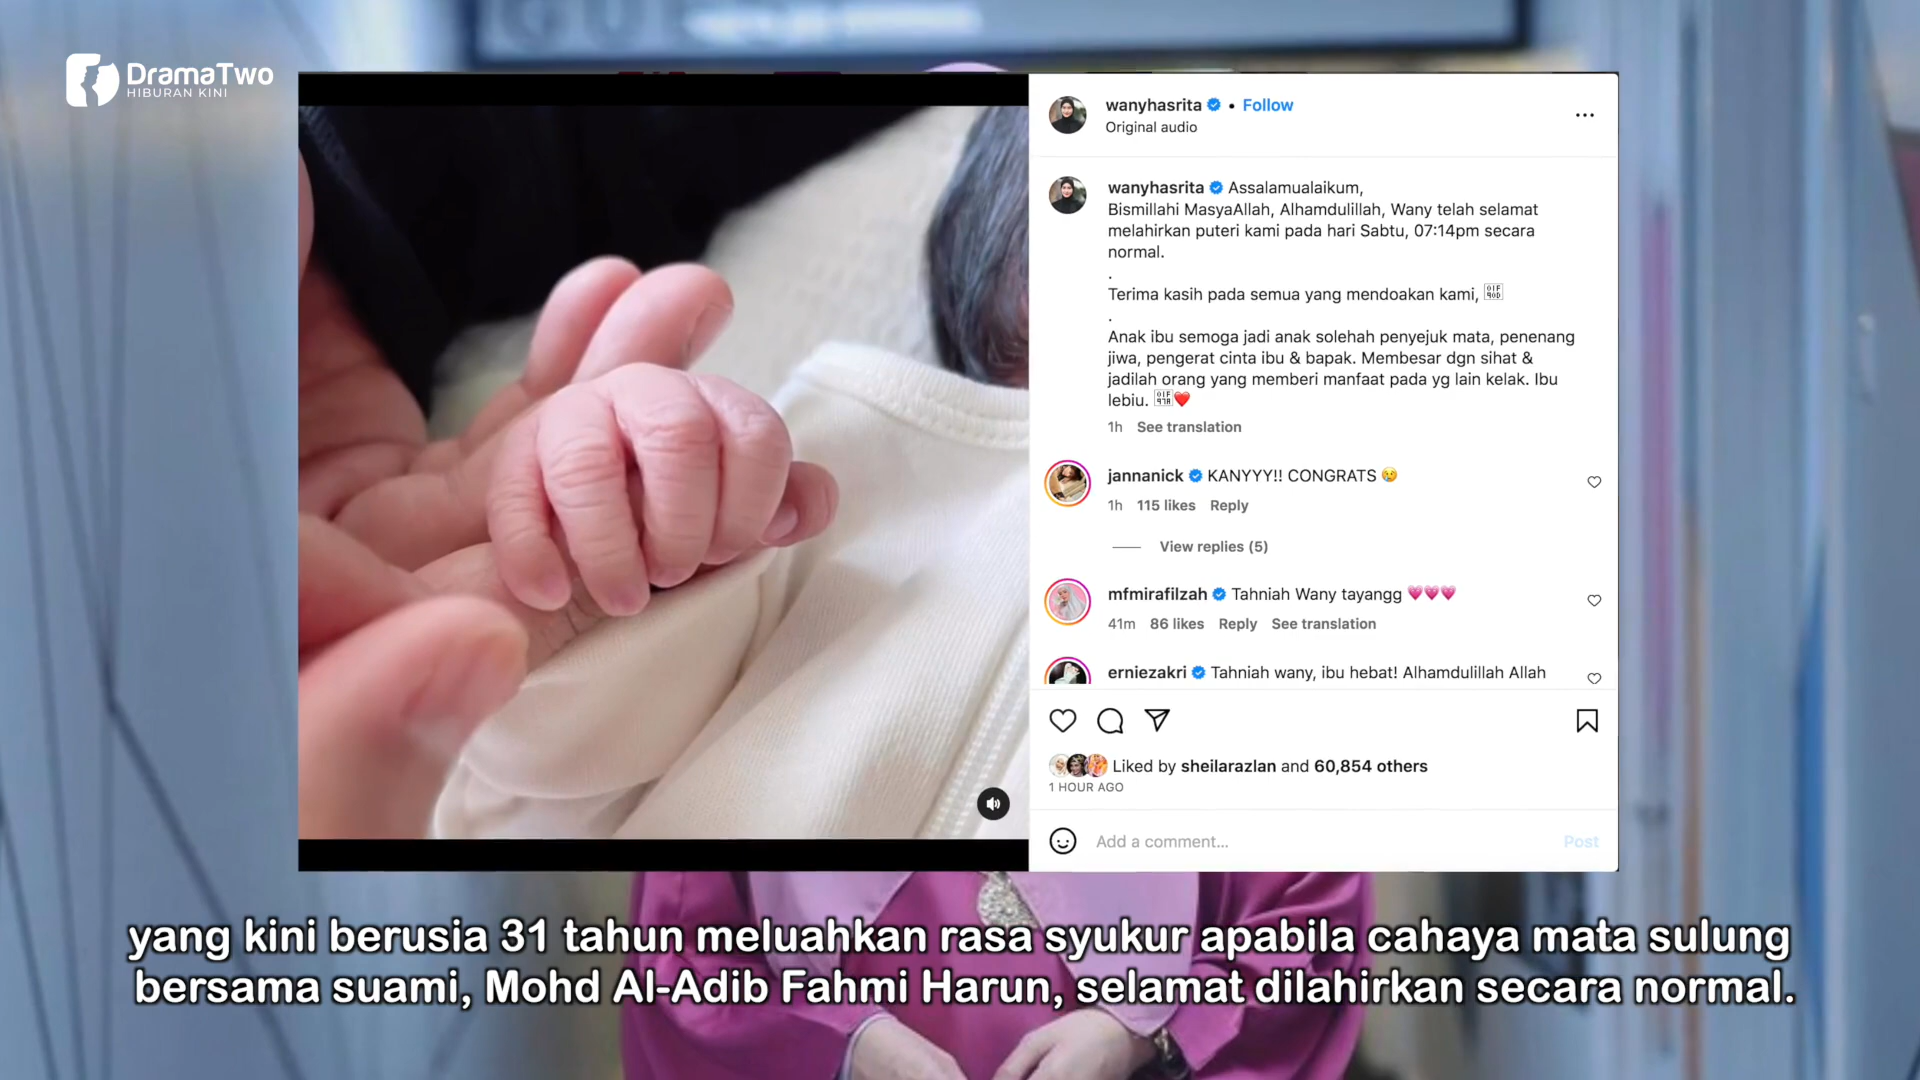 DramaTwo
HIBURAN KINI
wanyhasrita • Follow
Original audio
wanyhasrita Assalamualaikum,
Bismillahi MasyaAllah, Alhamdulillah, Wany telah selamat
melahirkan puteri kami pada hari Sabtu, 07:14pm secara
normal.
.
Terima kasih pada semua yang mendoakan kami,
.
Anak ibu semoga jadi anak solehah penyejuk mata, penenang
jiwa, pengerat cinta ibu & bapak. Membesar dgn sihat &
jadilah orang yang memberi manfaat pada yg lain kelak. Ibu
lebiu. ❤️
1h See translation
jannanick KANYYY!! CONGRATS 😢
1h 115 likes Reply
View replies (5)
mfmirafilzah Tahniah Wany tayangg 💗💗💗
41m 86 likes Reply See translation
erniezakri Tahniah wany, ibu hebat! Alhamdulillah Allah
Liked by sheilarazlan and 60,854 others
1 HOUR AGO
Add a comment... Post
yang kini berusia 31 tahun meluahkan rasa syukur apabila cahaya mata sulung
bersama suami, Mohd Al-Adib Fahmi Harun, selamat dilahirkan secara normal.